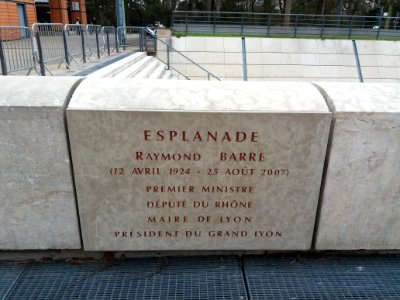 ESPLANADE
RAYMOND BARRE
(12 AVRIL 1924 - 25 AOÛT 2007)
PREMIER MINISTRE
DÉPUTÉ DU RHÔNE
MAIRE DE LYON
PRÉSIDENT DU GRAND LYON